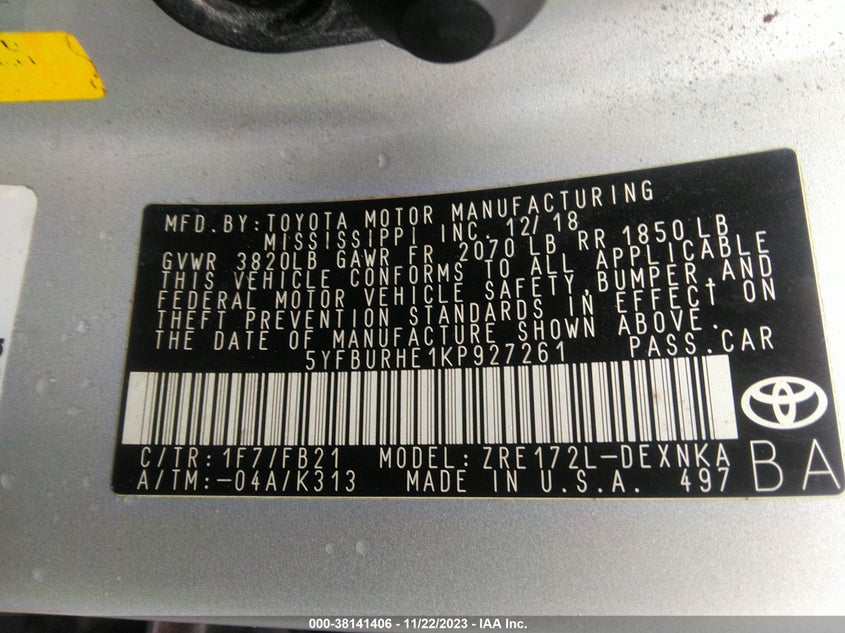 MFD.BY:TOYOTA MOTOR MANUFACTURING
MISSISSIPPI INC. 12/18
GVWR 3820LB GAWR FR 2070 LB RR 1850 LB
THIS VEHICLE CONFORMS TO ALL APPLICABLE
FEDERAL MOTOR VEHICLE SAFETY,BUMPER,AND
THEFT PREVENTION STANDARDS IN EFFECT ON
THE DATE OF MANUFACTURE SHOWN ABOVE.
5YFBURHE1KP927261 PASS.CAR
C/TR:1F7/FB21 MODEL:ZRE172L-DEXNKA
A/TM:-04A/K313 MADE IN U.S.A. 497
BA
000-38141406 - 11/22/2023 - IAA Inc.